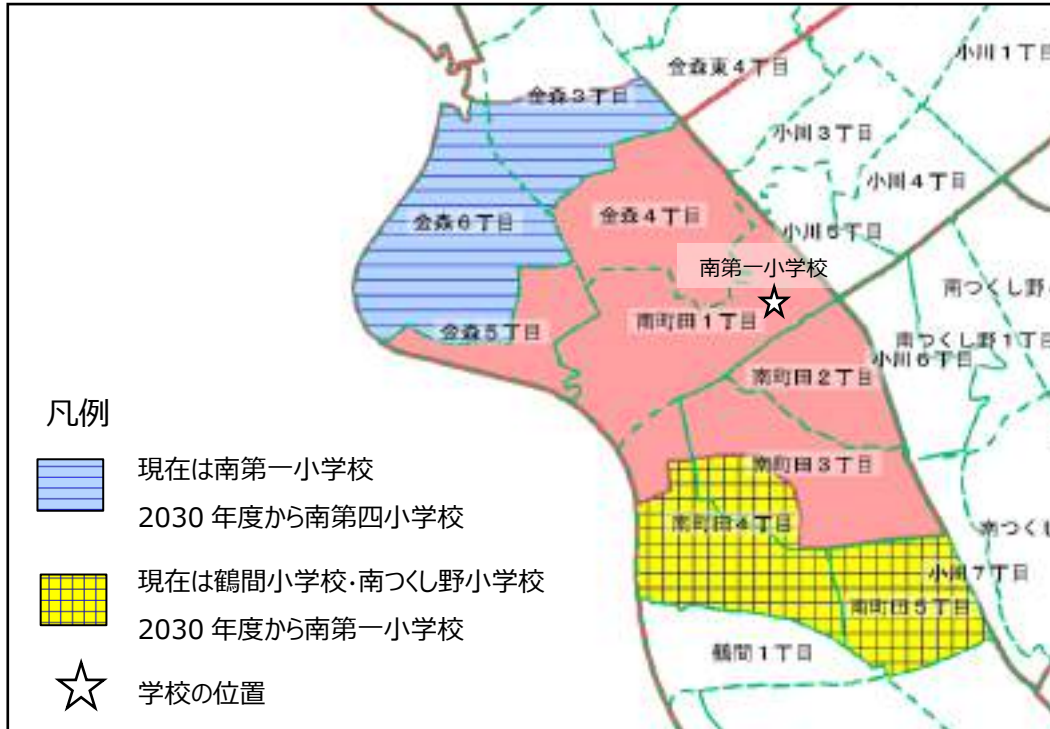 小川1丁目
金森東4丁目
金森3丁目
小川3丁目
小川4丁目
金森6丁目
金森4丁目
小川5丁目
南第一小学校
南つくし野
南町田1丁目
金森5丁目
南つくし野1丁目
小川6丁目
南町田2丁目
凡例
南町田3丁目
現在は南第一小学校
2030 年度から南第四小学校
南町田4丁目
南つくし
小川7丁目
現在は鶴間小学校・南つくし野小学校
南町田5丁目
2030 年度から南第一小学校
鶴間1丁目
学校の位置